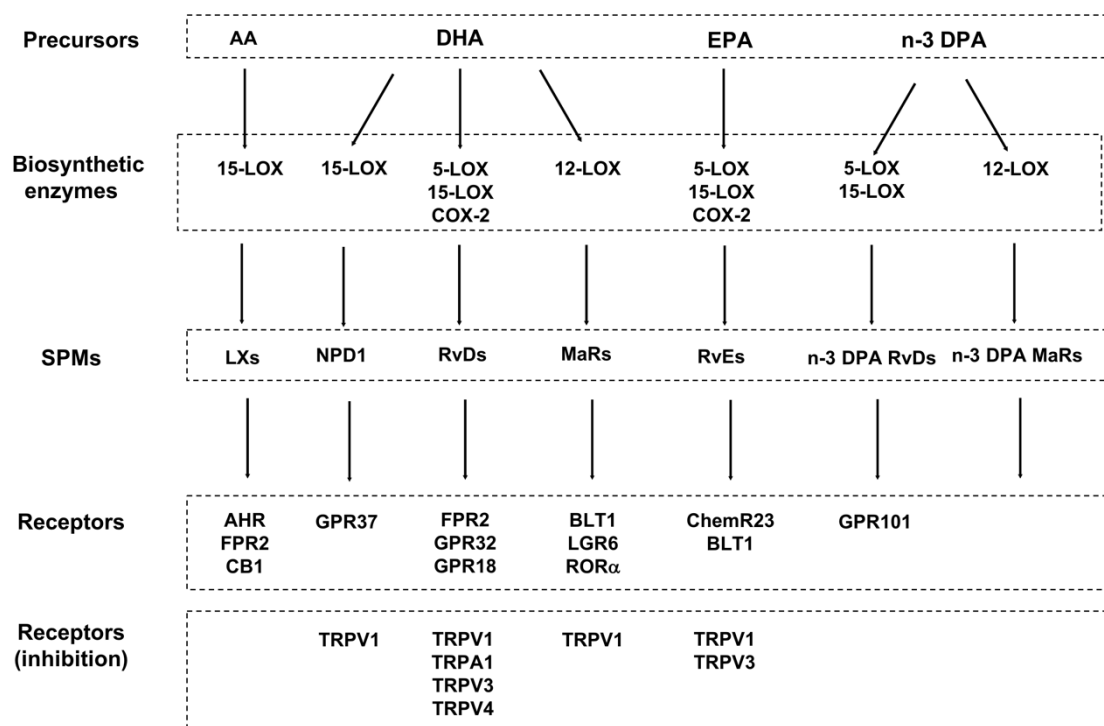 Precursors AA DHA EPA n-3 DPA
Biosynthetic enzymes
15-LOX 15-LOX 5-LOX 12-LOX 5-LOX 5-LOX 12-LOX
15-LOX 15-LOX 15-LOX
COX-2 COX-2
SPMs LXs NPD1 RvDs MaRs RvEs n-3 DPA RvDs n-3 DPA MaRs
Receptors
AHR GPR37 FPR2 BLT1 ChemR23 GPR101
FPR2 GPR32 LGR6 BLT1
CB1 GPR18 RORα
Receptors
(inhibition)
TRPV1 TRPV1 TRPV1 TRPV1
TRPA1 TRPV3
TRPV3
TRPV4